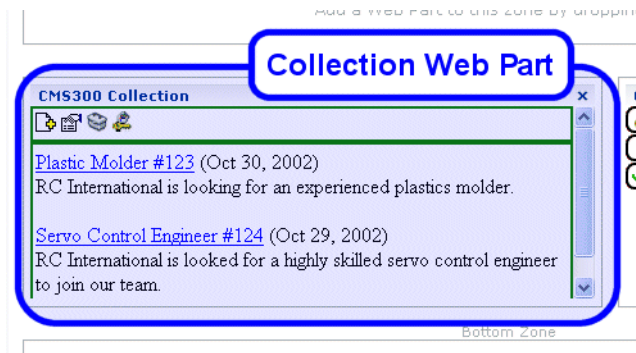 Add a Web Part to this zone by dropping
Collection Web Part
CMS300 Collection
Plastic Molder #123 (Oct 30, 2002)
RC International is looking for an experienced plastics molder.
Servo Control Engineer #124 (Oct 29, 2002)
RC International is looked for a highly skilled servo control engineer
to join our team.
Bottom Zone